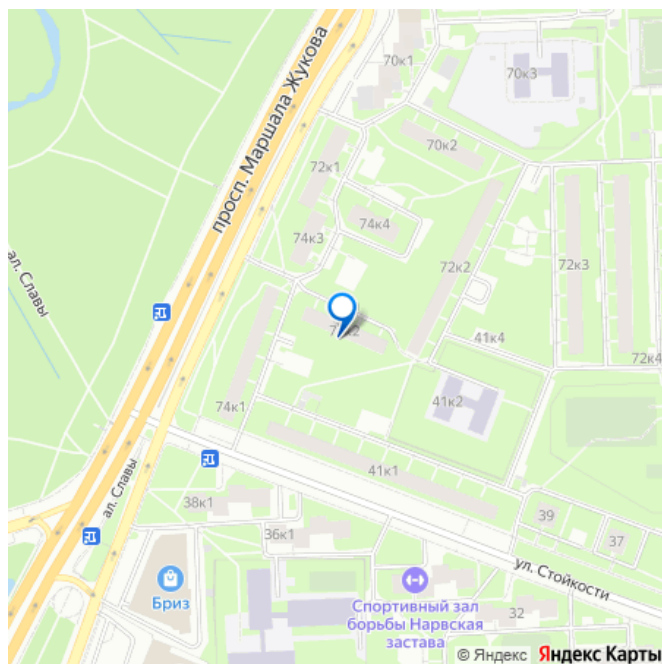 70к1
70к3
просп. Маршала Жукова
70к2
72к1
74к4
74к3
ал. Славы
72к2
72к3
41к4
72к4
74к1
41к2
41к1
ал. Славы
38к1
39
36к1
37
ул. Стойкости
Бриз
Спортивный зал
борьбы Нарвская
застава
32
© Яндекс Яндекс Карты